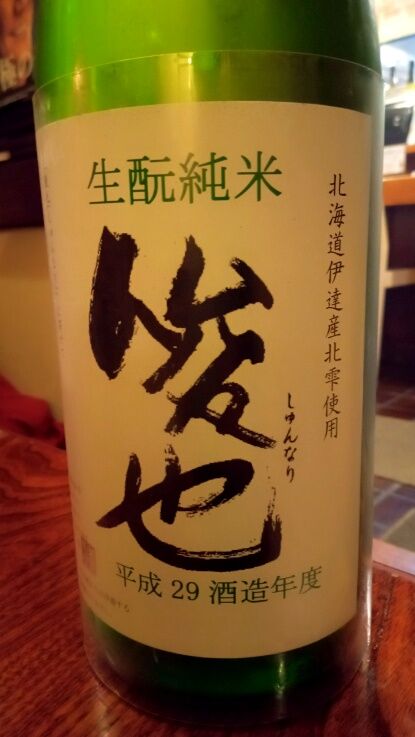 生酛純米
北海道伊達産北雫使用
俊也
しゅんなり
平成29酒造年度